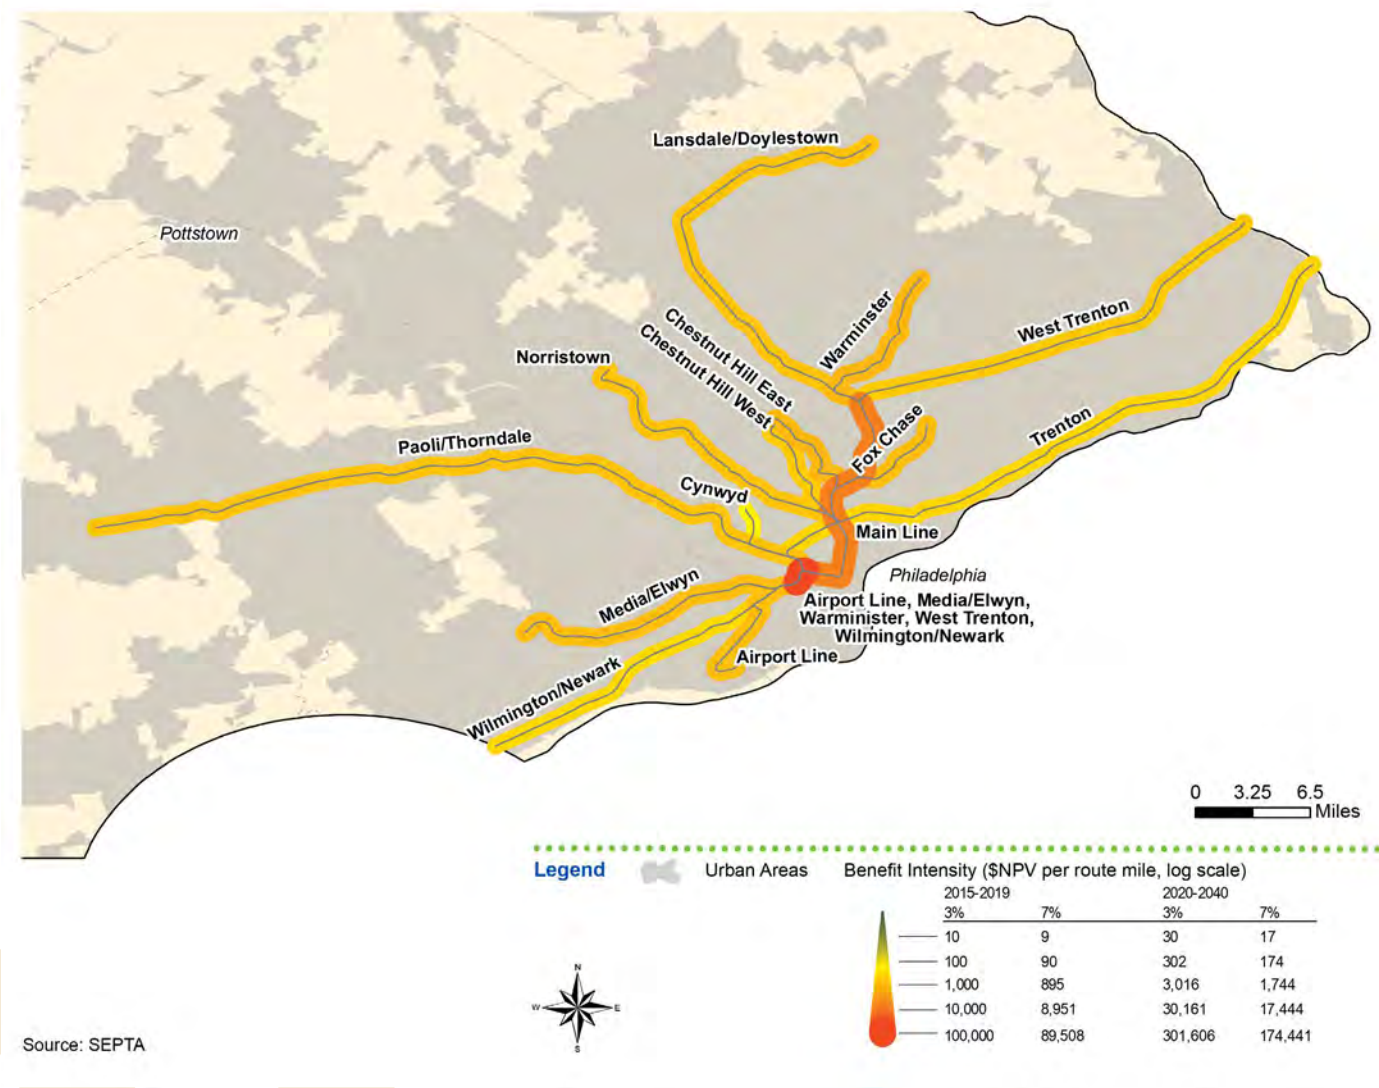 Lansdale/Doylestown
Pottstown
Warminster
West Trenton
Chestnut Hill East
Chestnut Hill West
Norristown
Fox Chase
Trenton
Paoli/Thorndale
Cynwyd
Main Line
Philadelphia
Media/Elwyn
Airport Line, Media/Elwyn,
Warminister, West Trenton,
Wilmington/Newark
Airport Line
Wilmington/Newark
0 3.25 6.5
Miles
Legend
Urban Areas
Benefit Intensity ($NPV per route mile, log scale)
2015-2019 2020-2040
3% 7% 3% 7%
10 9 30 17
100 90 302 174
1,000 895 3,016 1,744
10,000 8,951 30,161 17,444
100,000 89,508 301,606 174,441
N
W E
S
Source: SEPTA